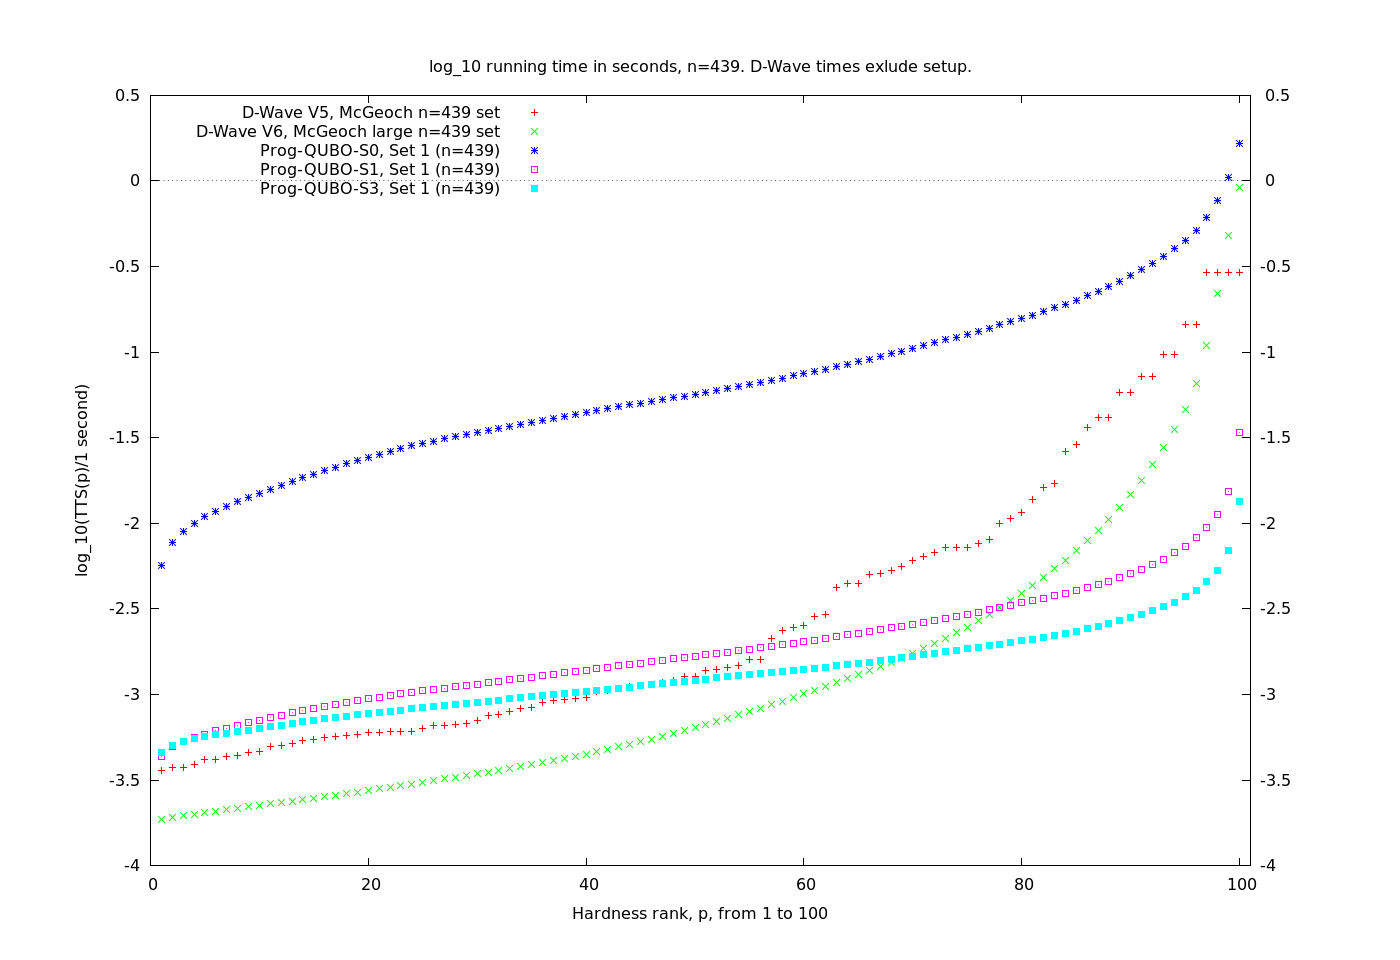 log_10 running time in seconds, n=439. D-Wave times exlude setup.
0.5
0
-0.5
-1
-1.5
-2
-2.5
-3
-3.5
-4
0.5
0
-0.5
-1
-1.5
-2
-2.5
-3
-3.5
-4
D-Wave V5, McGeoch n=439 set
D-Wave V6, McGeoch large n=439 set
Prog-QUBO-S0, Set 1 (n=439)
Prog-QUBO-S1, Set 1 (n=439)
Prog-QUBO-S3, Set 1 (n=439)
log_10(TTS(p)/1 second)
0 20 40 60 80 100
Hardness rank, p, from 1 to 100